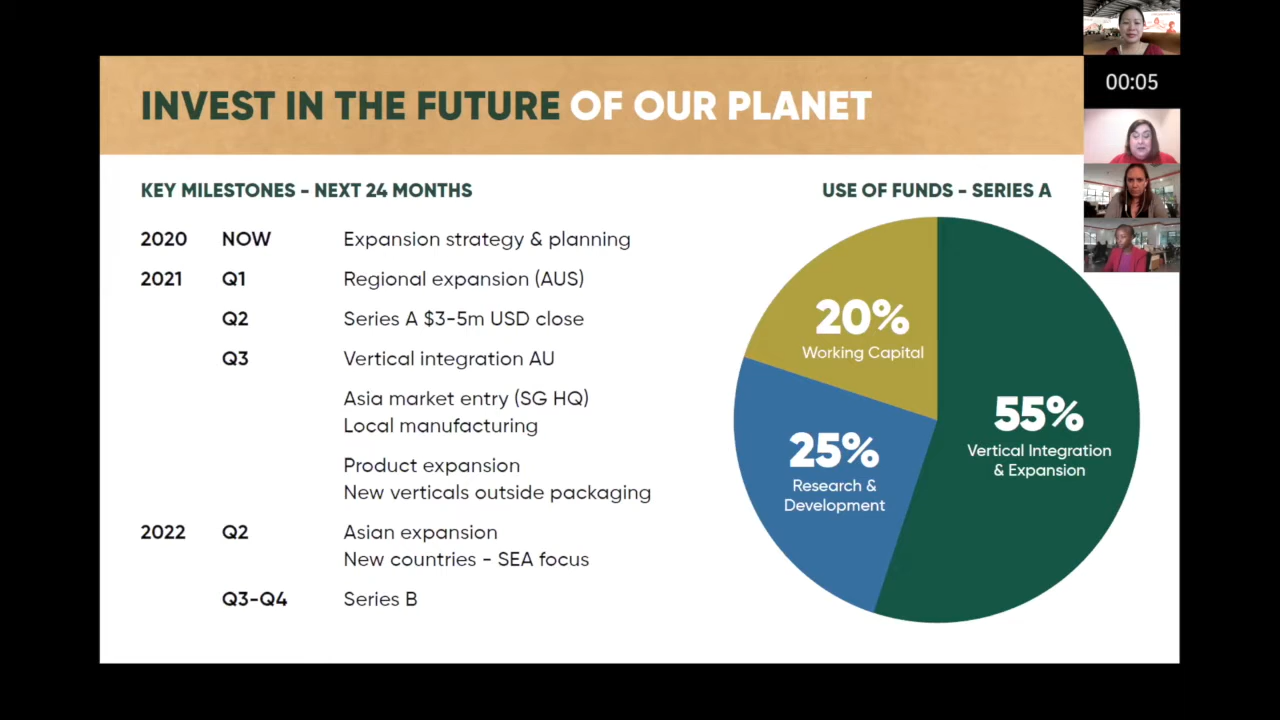 INVEST IN THE FUTURE OF OUR PLANET
00:05
KEY MILESTONES - NEXT 24 MONTHS
2020 NOW Expansion strategy & planning
2021 Q1 Regional expansion (AUS)
Q2 Series A $3-5m USD close
Q3 Vertical integration AU
Asia market entry (SG HQ)
Local manufacturing
Product expansion
New verticals outside packaging
2022 Q2 Asian expansion
New countries - SEA focus
Q3-Q4 Series B
USE OF FUNDS - SERIES A
20%
Working Capital
55%
Vertical Integration
& Expansion
25%
Research &
Development